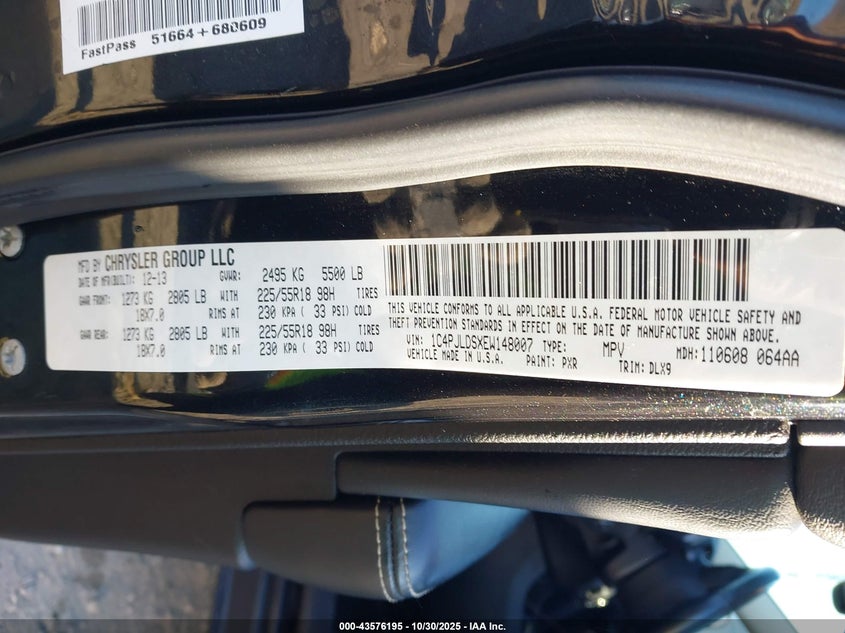 FastPass 51664+680609
MFD BY CHRYSLER GROUP LLC
DATE OF MFR(BUILT): 12-13 GVWR: 2495 KG 5500 LB
GAWR FRONT: 1273 KG 2805 LB WITH 225/55R18 98H TIRES
18X7.0 RIMS AT 230 KPA ( 33 PSI) COLD
GAWR REAR: 1273 KG 2805 LB WITH 225/55R18 98H TIRES
18X7.0 RIMS AT 230 KPA ( 33 PSI) COLD
THIS VEHICLE CONFORMS TO ALL APPLICABLE U.S.A. FEDERAL MOTOR VEHICLE SAFETY AND
THEFT PREVENTION STANDARDS IN EFFECT ON THE DATE OF MANUFACTURE SHOWN ABOVE.
VIN: 1C4PJLDSXEW148007 TYPE: MPV MDH:110608 064AA
VEHICLE MADE IN U.S.A. PAINT: PXR TRIM: DLX9
000-43576195 - 10/30/2025 - IAA Inc.